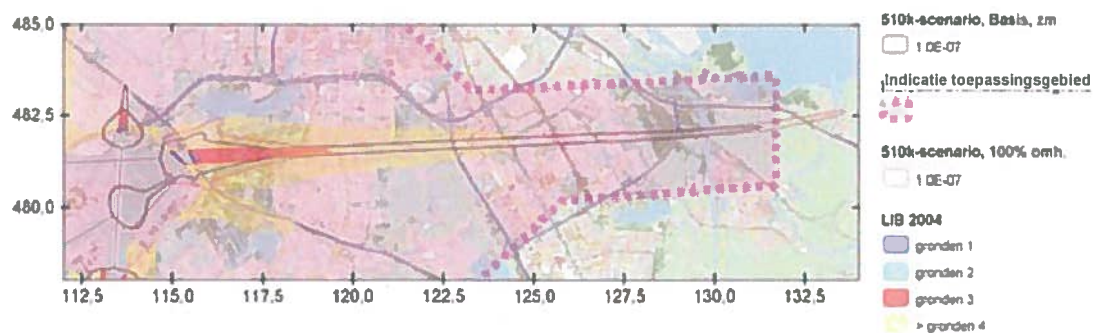 485,0
482,5
480,0
112,5 115,0 117,5 120,0 122,5 125,0 127,5 130,0 132,5
510k-scenario, Basis, zm
1.0E-07
Indicatie toepassingsgebied
510k-scenario, 100% omh.
1.0E-07
LIB 2004
gronden 1
gronden 2
gronden 3
> gronden 4